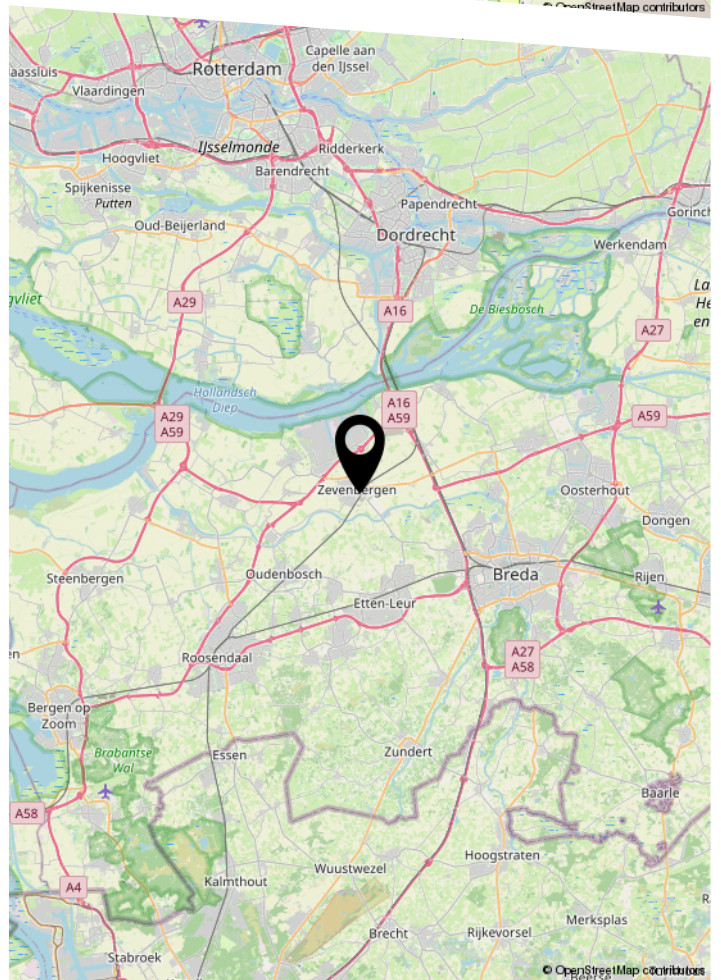 © OpenStreetMap contributors
Capelle aan
den IJssel
Rotterdam
aassluis
Vlaardingen
IJsselmonde
Ridderkerk
Hoogvliet
Barendrecht
Spijkenisse
Putten
Papendrecht
Gorinch
Oud-Beijerland
Dordrecht
Werkendam
La
He
en
gvliet
A29
A16
De Biesbosch
A27
Hollandsch
Diep
A16
A59
A29
A59
A59
Zevenbergen
Oosterhout
Dongen
Steenbergen
Oudenbosch
Breda
Rijen
Etten-Leur
en
Roosendaal
A27
A58
Bergen op
Zoom
Brabantse
Wal
Essen
Zundert
Baarle
A58
Hoogstraten
Wuustwezel
Kalmthout
A4
Merksplas
R
Brecht
Rijkevorsel
Stabroek
© OpenStreetMap contributors